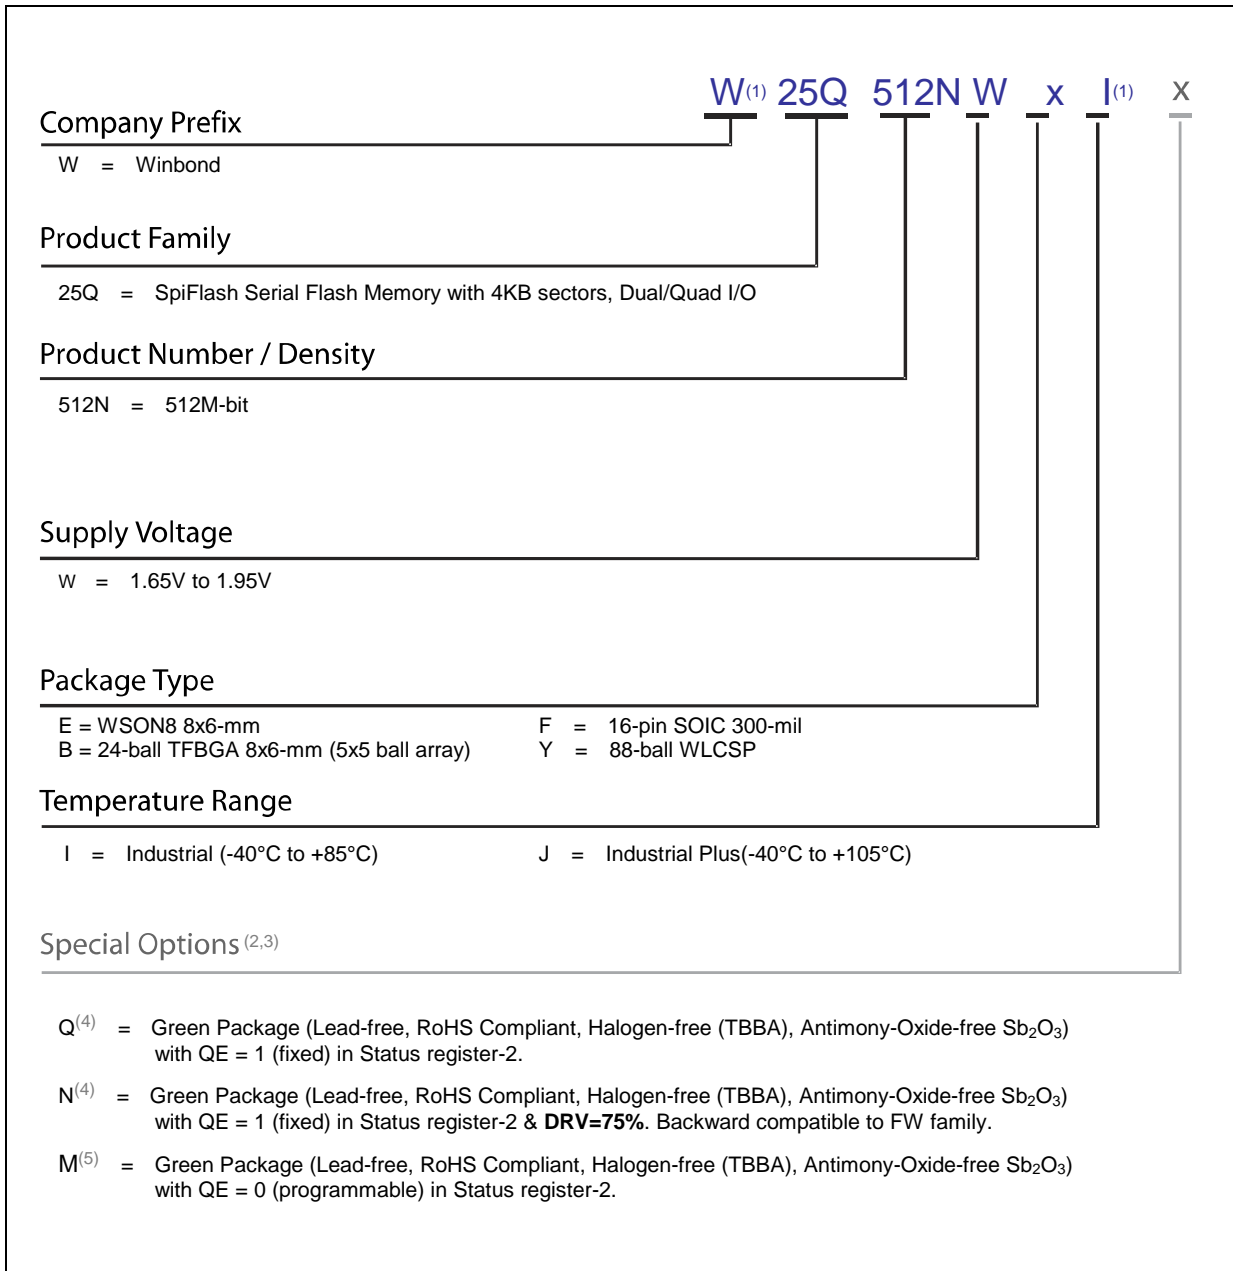 W(1) 25Q 512N W x I(1) x
Company Prefix
W = Winbond
Product Family
25Q = SpiFlash Serial Flash Memory with 4KB sectors, Dual/Quad I/O
Product Number / Density
512N = 512M-bit
Supply Voltage
W = 1.65V to 1.95V
Package Type
E = WSON8 8x6-mm F = 16-pin SOIC 300-mil
B = 24-ball TFBGA 8x6-mm (5x5 ball array) Y = 88-ball WLCSP
Temperature Range
I = Industrial (-40°C to +85°C) J = Industrial Plus(-40°C to +105°C)
Special Options (2,3)
Q(4) = Green Package (Lead-free, RoHS Compliant, Halogen-free (TBBA), Antimony-Oxide-free Sb₂O₃)
with QE = 1 (fixed) in Status register-2.
N(4) = Green Package (Lead-free, RoHS Compliant, Halogen-free (TBBA), Antimony-Oxide-free Sb₂O₃)
with QE = 1 (fixed) in Status register-2 & DRV=75%. Backward compatible to FW family.
M(5) = Green Package (Lead-free, RoHS Compliant, Halogen-free (TBBA), Antimony-Oxide-free Sb₂O₃)
with QE = 0 (programmable) in Status register-2.